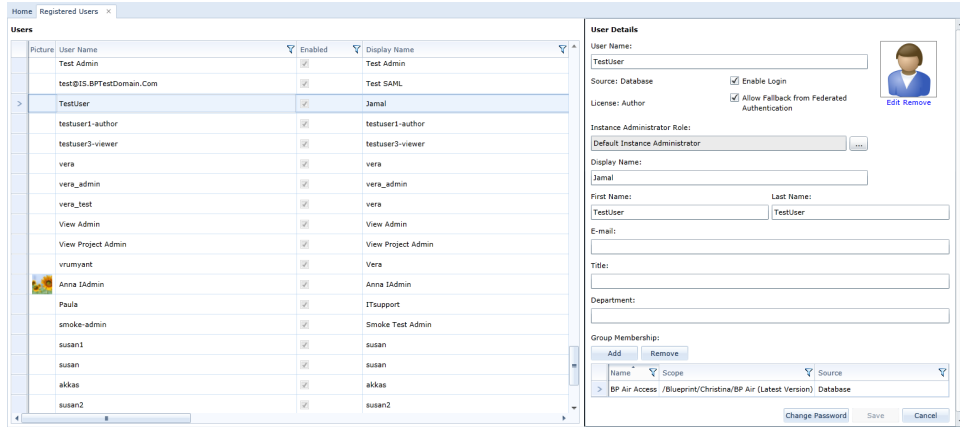 Home Registered Users ×
Users
Picture User Name Enabled Display Name
Test Admin Test Admin
test@IS.BPTestDomain.Com Test SAML
TestUser Jamal
testuser1-author testuser1-author
testuser3-viewer testuser3-viewer
vera vera
vera_admin vera_admin
vera_test vera
View Admin View Admin
View Project Admin View Project Admin
vrumyant Vera
Anna IAdmin Anna IAdmin
Paula ITsupport
smoke-admin Smoke Test Admin
susan1 susan
susan susan
akkas akkas
susan2 susan2
User Details
User Name:
TestUser
Source: Database Enable Login
License: Author Allow Fallback from Federated
Authentication
Edit Remove
Instance Administrator Role:
Default Instance Administrator ...
Display Name:
Jamal
First Name: Last Name:
TestUser TestUser
E-mail:
Title:
Department:
Group Membership:
Add Remove
Name Scope Source
BP Air Access /Blueprint/Christina/BP Air (Latest Version) Database
Change Password Save Cancel